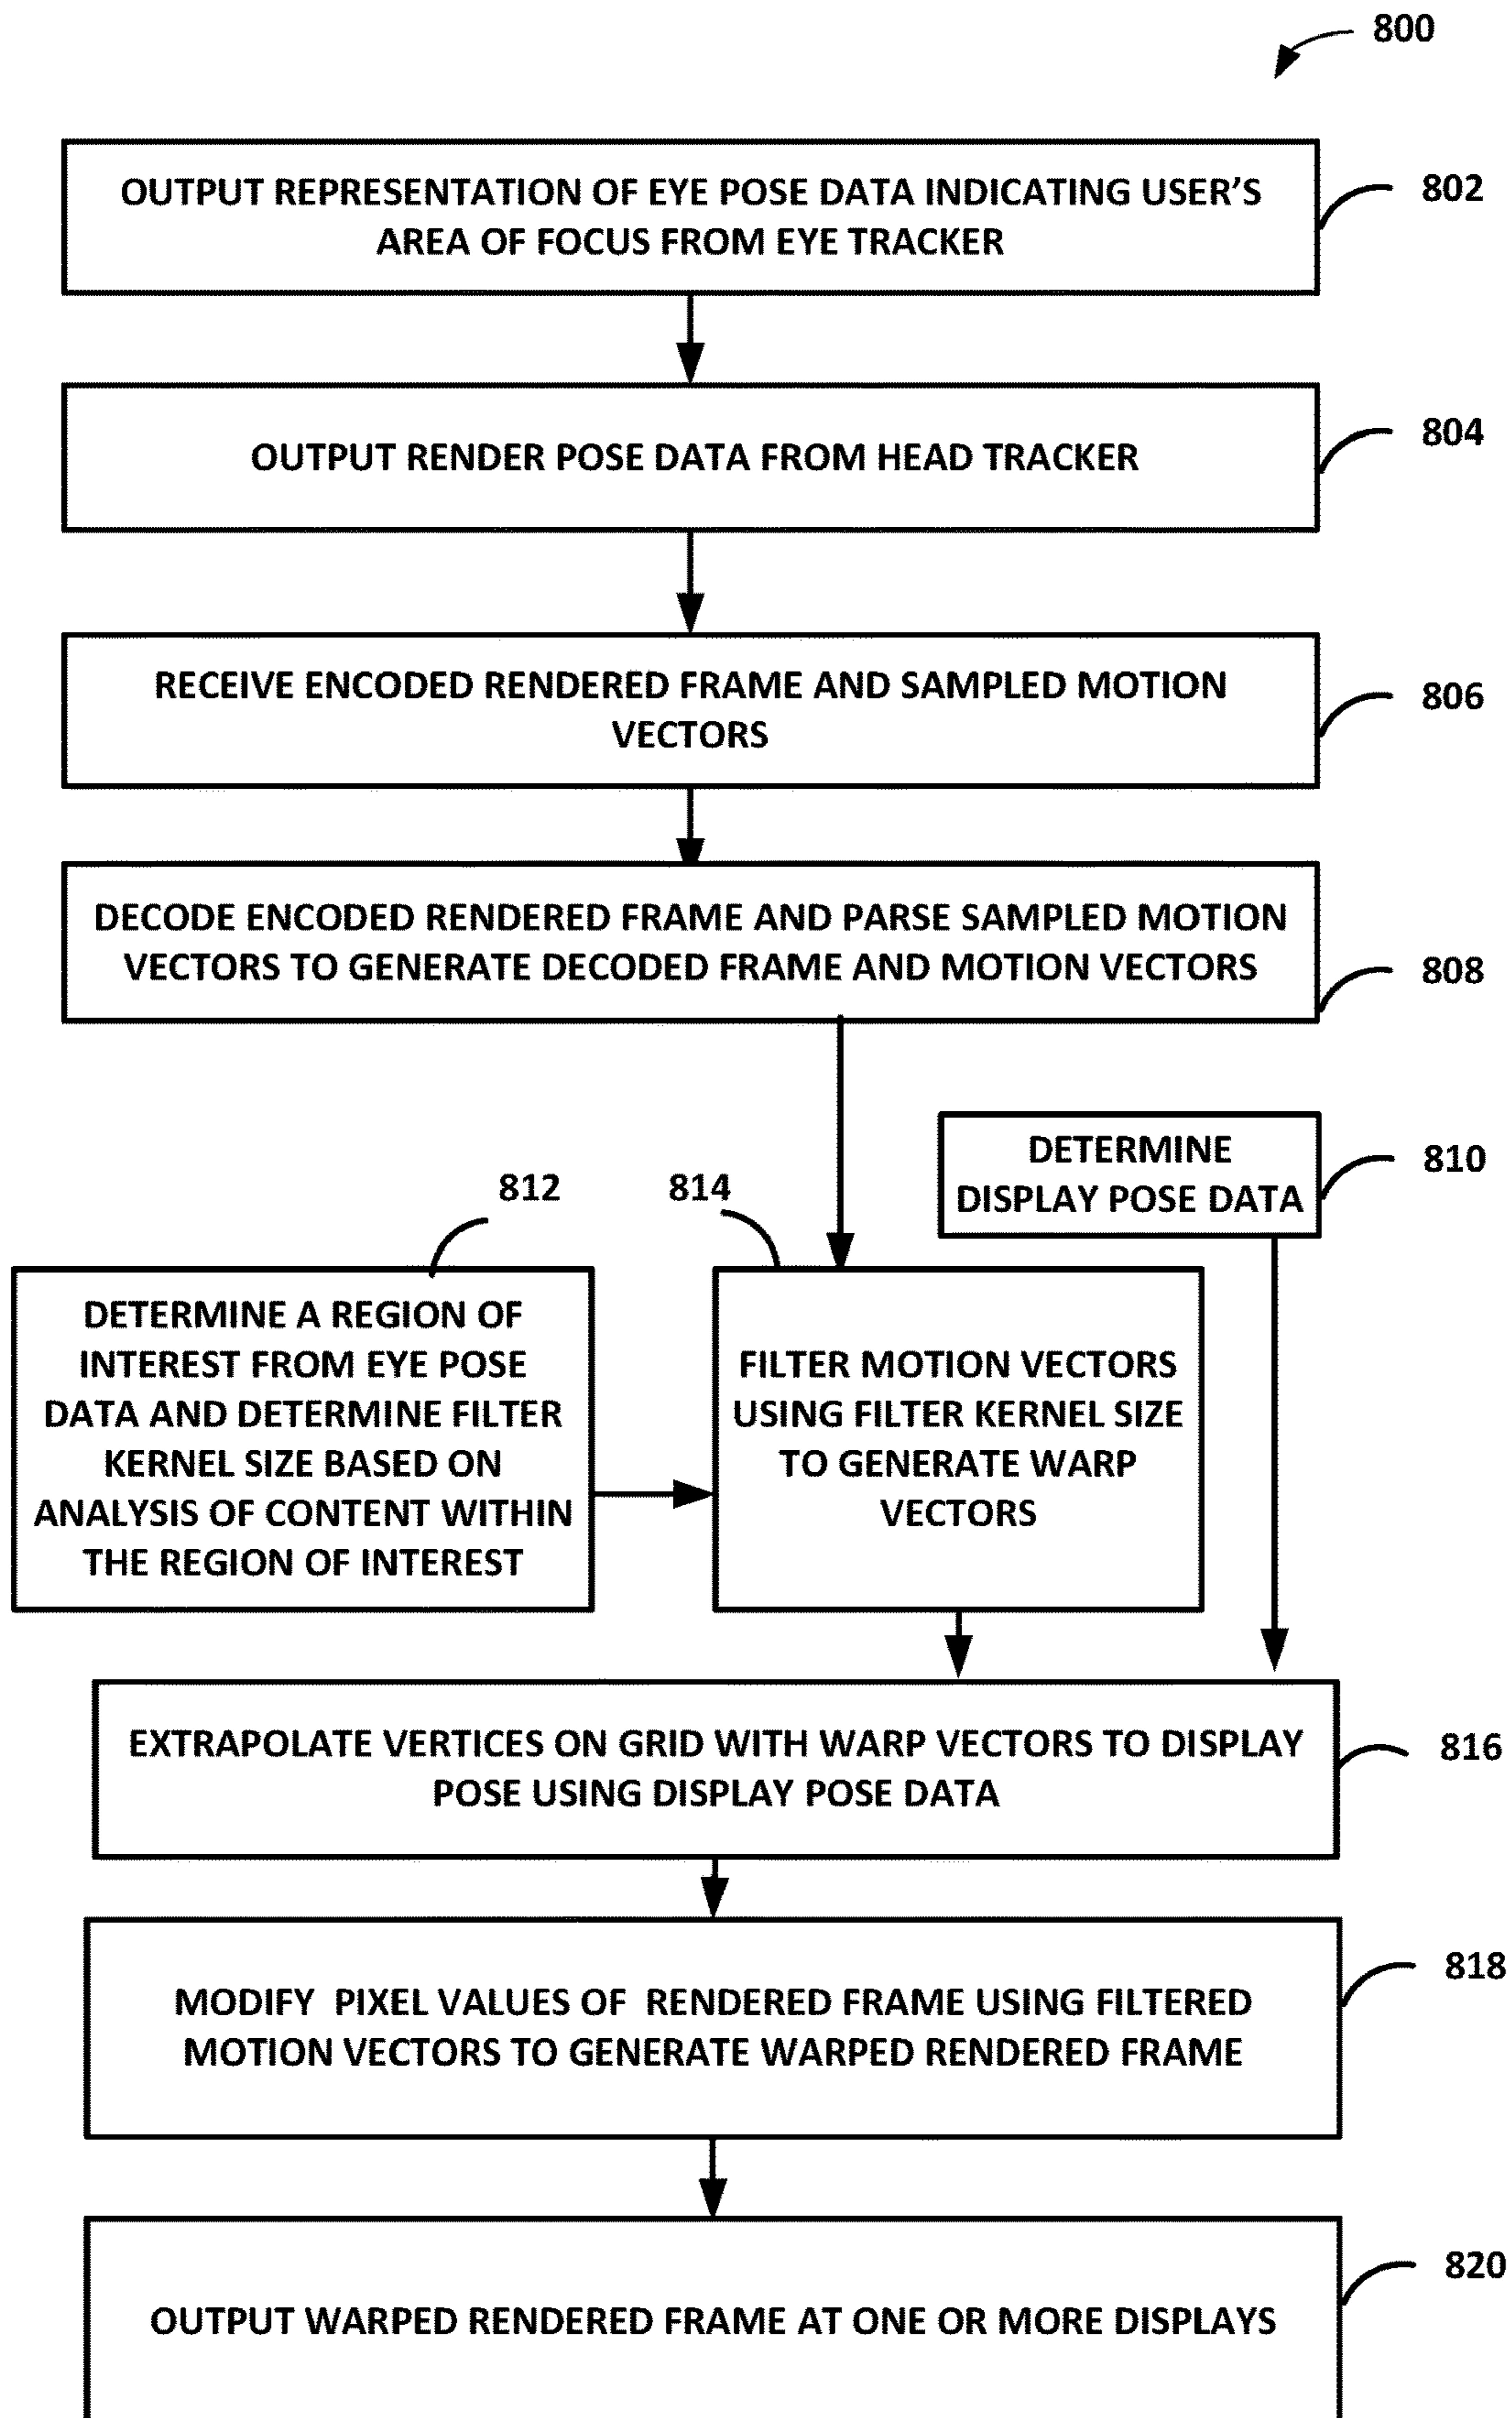 800
OUTPUT REPRESENTATION OF EYE POSE DATA INDICATING USER'S
AREA OF FOCUS FROM EYE TRACKER
802
OUTPUT RENDER POSE DATA FROM HEAD TRACKER
804
RECEIVE ENCODED RENDERED FRAME AND SAMPLED MOTION
VECTORS
806
DECODE ENCODED RENDERED FRAME AND PARSE SAMPLED MOTION
VECTORS TO GENERATE DECODED FRAME AND MOTION VECTORS
808
DETERMINE
DISPLAY POSE DATA
810
812
DETERMINE A REGION OF
INTEREST FROM EYE POSE
DATA AND DETERMINE FILTER
KERNEL SIZE BASED ON
ANALYSIS OF CONTENT WITHIN
THE REGION OF INTEREST
814
FILTER MOTION VECTORS
USING FILTER KERNEL SIZE
TO GENERATE WARP
VECTORS
EXTRAPOLATE VERTICES ON GRID WITH WARP VECTORS TO DISPLAY
POSE USING DISPLAY POSE DATA
816
MODIFY PIXEL VALUES OF RENDERED FRAME USING FILTERED
MOTION VECTORS TO GENERATE WARPED RENDERED FRAME
818
OUTPUT WARPED RENDERED FRAME AT ONE OR MORE DISPLAYS
820